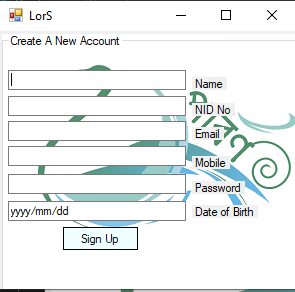 LorS
Create A New Account
Name
NID No
Email
Mobile
Password
yyyy/mm/dd Date of Birth
Sign Up